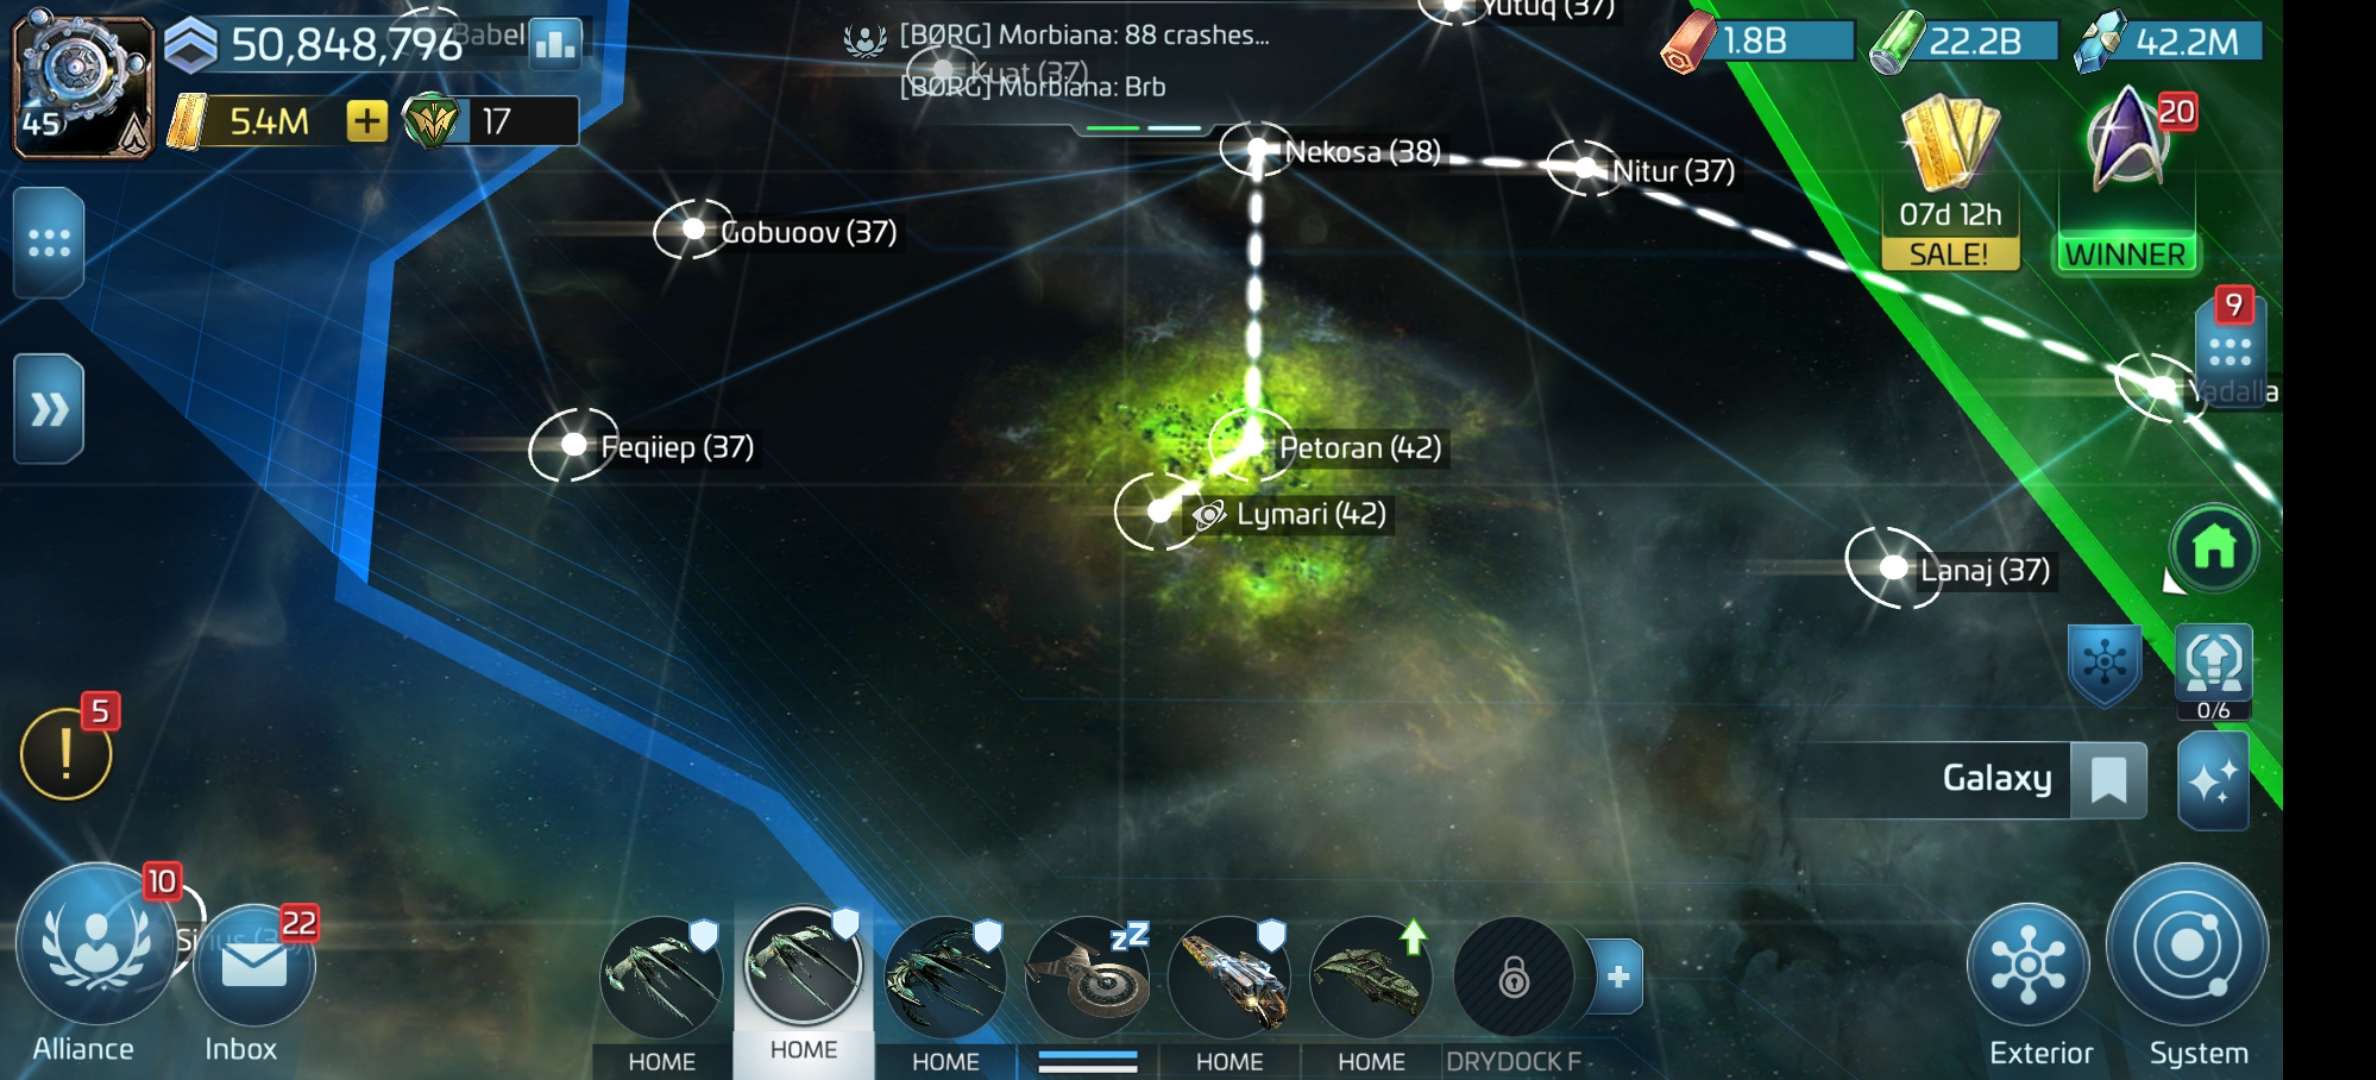 50,848,796
Babel
45
5.4M
17
[BØRG] Morbiana: 88 crashes...
Kuat (37)
[BØRG] Morbiana: Brb
Yutuq (37)
1.8B
22.2B
42.2M
07d 12h
SALE!
20
WINNER
9
Nekosa (38)
Nitur (37)
Gobuoov (37)
Yadalla
Feqiiep (37)
Petoran (42)
Lymari (42)
Lanaj (37)
0/6
Galaxy
5
10
22
Alliance
Inbox
zZ
HOME
HOME
HOME
HOME
HOME
DRYDOCK F
Exterior
System